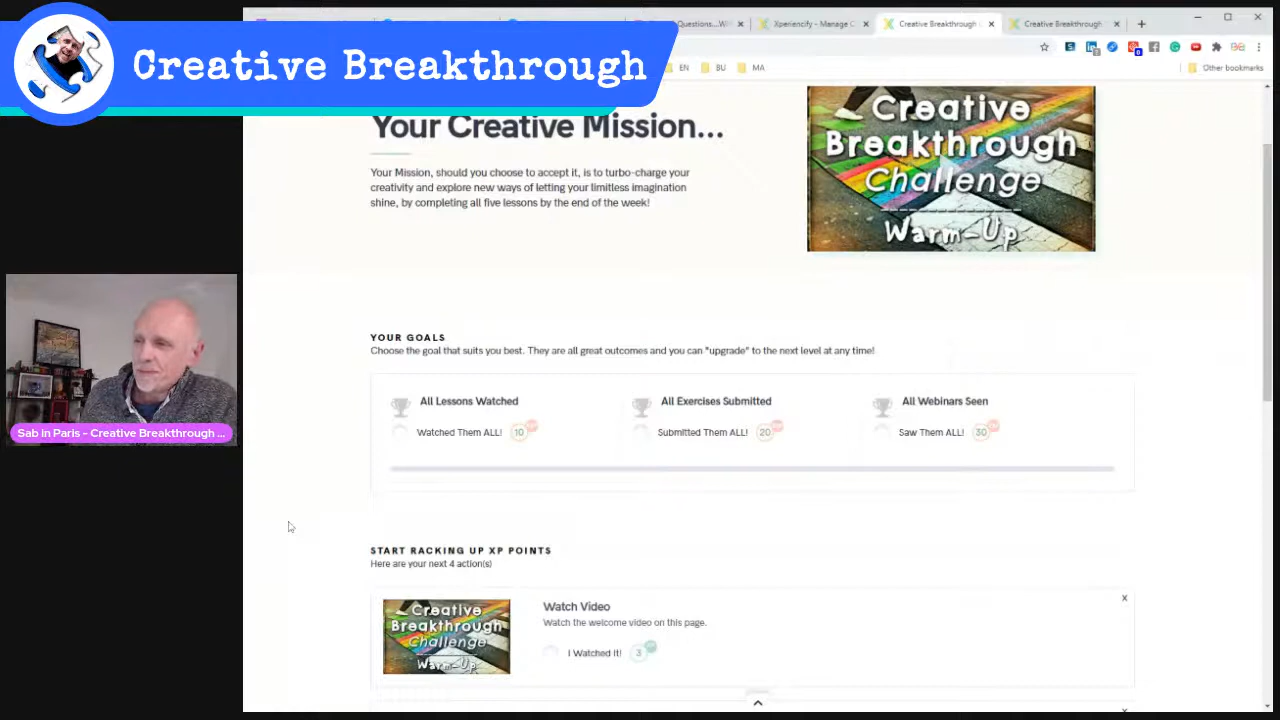 Creative Breakthrough
Questions...Wi
Xperiencify - Manage C
Creative Breakthrough
Creative Breakthrough
EN
BU
MA
Other bookmarks
Your Creative Mission...
Your Mission, should you choose to accept it, is to turbo-charge your
creativity and explore new ways of letting your limitless imagination
shine, by completing all five lessons by the end of the week!
Creative
Breakthrough
Challenge
Warm-Up
YOUR GOALS
Choose the goal that suits you best. They are all great outcomes and you can "upgrade" to the next level at any time!
All Lessons Watched
Watched Them ALL! 10
All Exercises Submitted
Submitted Them ALL! 20
All Webinars Seen
Saw Them ALL! 30
Sab in Paris - Creative Breakthrough ...
START RACKING UP XP POINTS
Here are your next 4 action(s)
Creative
Breakthrough
Challenge
Warm-Up
Watch Video
Watch the welcome video on this page.
I Watched It! 3
X